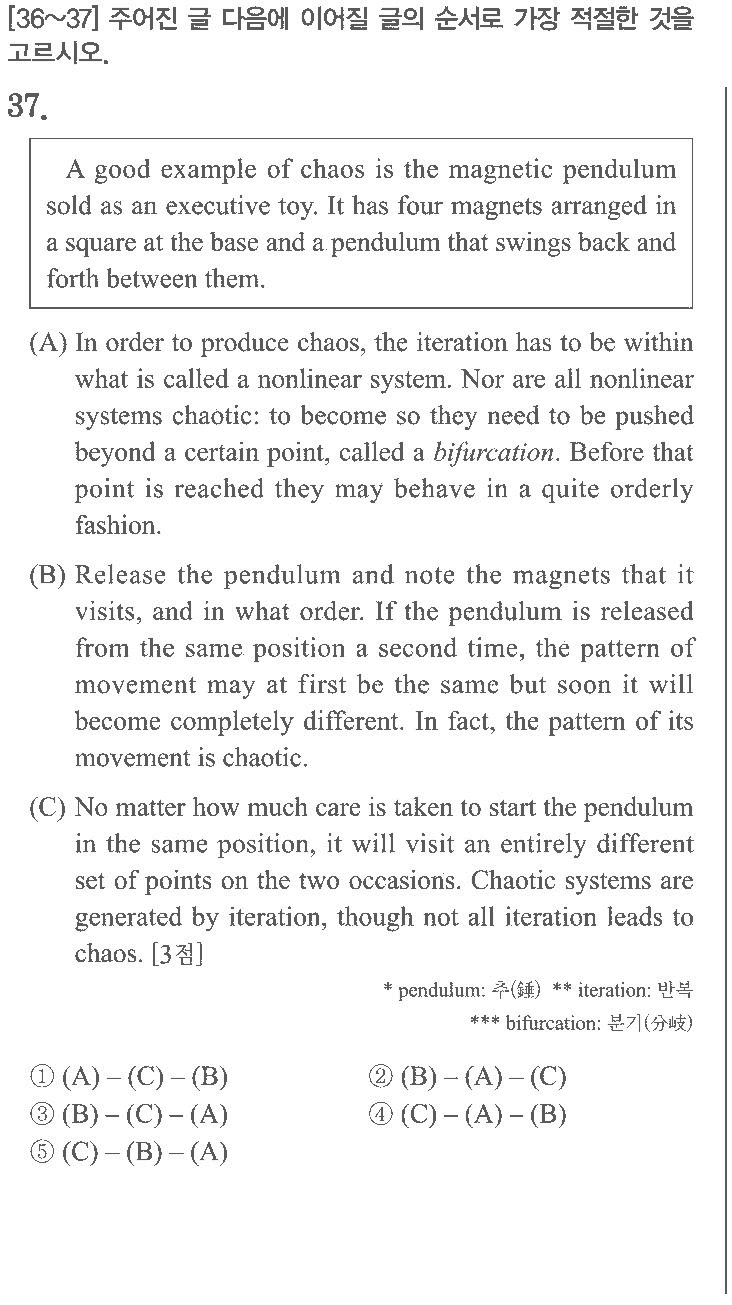 [36~37] 주어진 글 다음에 이어질 글의 순서로 가장 적절한 것을
고르시오.
37.
A good example of chaos is the magnetic pendulum
sold as an executive toy. It has four magnets arranged in
a square at the base and a pendulum that swings back and
forth between them.
(A) In order to produce chaos, the iteration has to be within
what is called a nonlinear system. Nor are all nonlinear
systems chaotic: to become so they need to be pushed
beyond a certain point, called a bifurcation. Before that
point is reached they may behave in a quite orderly
fashion.
(B) Release the pendulum and note the magnets that it
visits, and in what order. If the pendulum is released
from the same position a second time, the pattern of
movement may at first be the same but soon it will
become completely different. In fact, the pattern of its
movement is chaotic.
(C) No matter how much care is taken to start the pendulum
in the same position, it will visit an entirely different
set of points on the two occasions. Chaotic systems are
generated by iteration, though not all iteration leads to
chaos. [3점]
* pendulum: 추(錘) ** iteration: 반복
*** bifurcation: 분기(分岐)
① (A) – (C) – (B) ② (B) – (A) – (C)
③ (B) – (C) – (A) ④ (C) – (A) – (B)
⑤ (C) – (B) – (A)